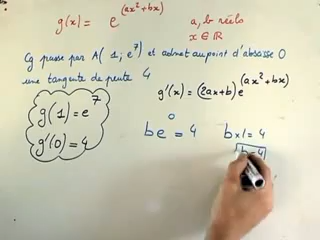 g(x) = e^(ax²+bx)
a, b réels
x ∈ ℝ
Cg passe par A(1; e⁷) et admet au point d'abscisse 0
une tangente de pente 4
g'(x) = (2ax+b)e^(ax²+bx)
g(1) = e⁷
g'(0) = 4
be⁰ = 4
b×1 = 4
b=4